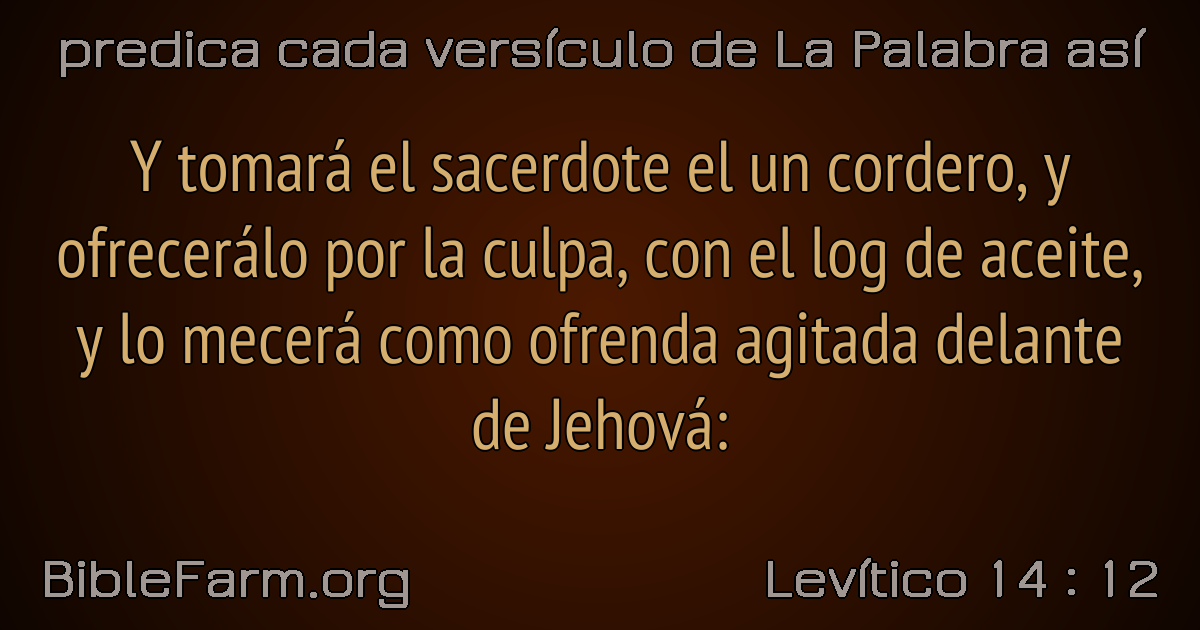 predica cada versículo de La Palabra así
Y tomará el sacerdote el un cordero, y
ofrecerálo por la culpa, con el log de aceite,
y lo mecerá como ofrenda agitada delante
de Jehová:
BibleFarm.org
Levítico 14 : 12